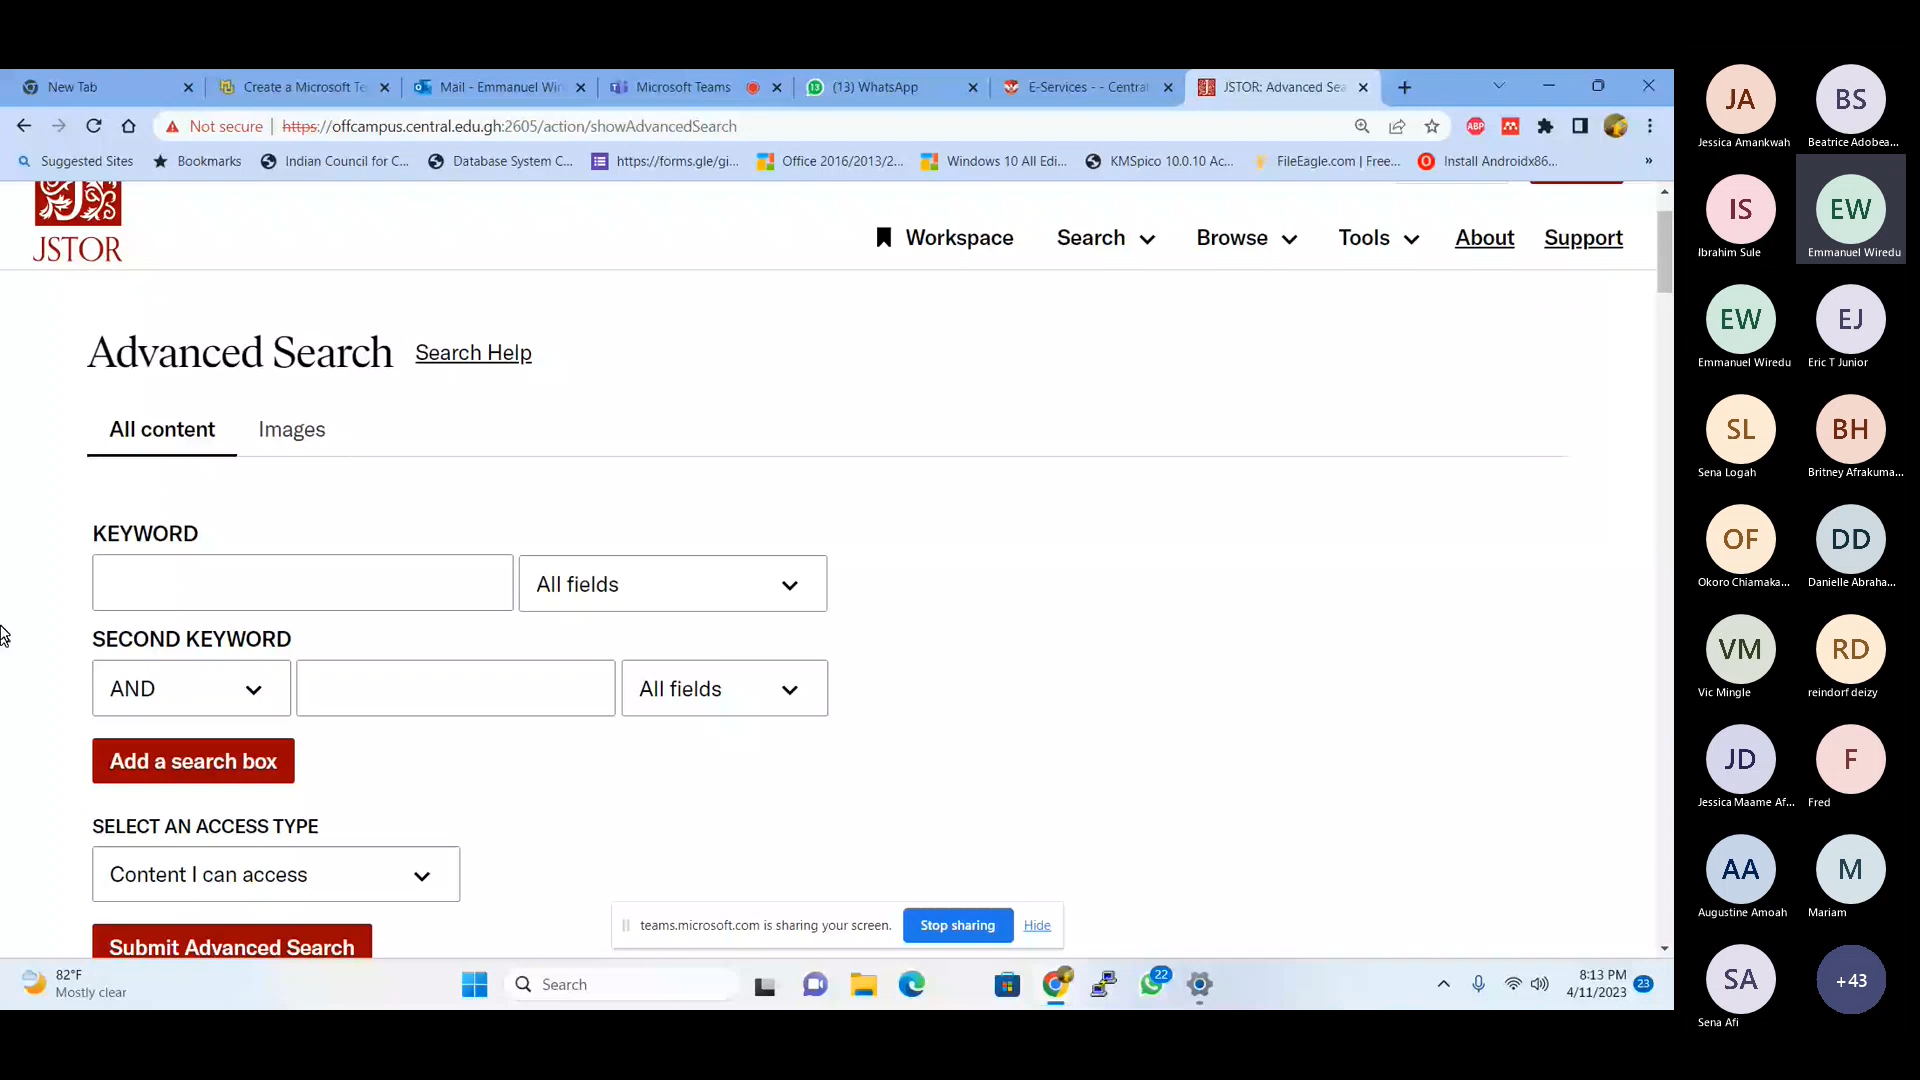 New Tab
Create a Microsoft Te
Mail - Emmanuel Wir
Microsoft Teams
13 (13) WhatsApp
E-Services - - Central
JSTOR: Advanced Sea
Not secure https://offcampus.central.edu.gh:2605/action/showAdvancedSearch
ABP
Suggested Sites
Bookmarks
Indian Council for C...
Database System C...
https://forms.gle/gi...
Office 2016/2013/2...
Windows 10 All Edi...
KMSpico 10.0.10 Ac...
FileEagle.com | Free...
Install Androidx86...
»
JSTOR
Workspace
Search
Browse
Tools
About
Support
Advanced Search
Search Help
All content
Images
KEYWORD
All fields
SECOND KEYWORD
AND
All fields
Add a search box
SELECT AN ACCESS TYPE
Content I can access
Submit Advanced Search
teams.microsoft.com is sharing your screen.
Stop sharing
Hide
82°F
Mostly clear
Search
22
8:13 PM
4/11/2023
23
JA
Jessica Amankwah
BS
Beatrice Adobea...
IS
Ibrahim Sule
EW
Emmanuel Wiredu
EW
Emmanuel Wiredu
EJ
Eric T Junior
SL
Sena Logah
BH
Britney Afrakuma...
OF
Okoro Chiamaka...
DD
Danielle Abraha...
VM
Vic Mingle
RD
reindorf deizy
JD
Jessica Maame Af...
F
Fred
AA
Augustine Amoah
M
Mariam
SA
Sena Afi
+43